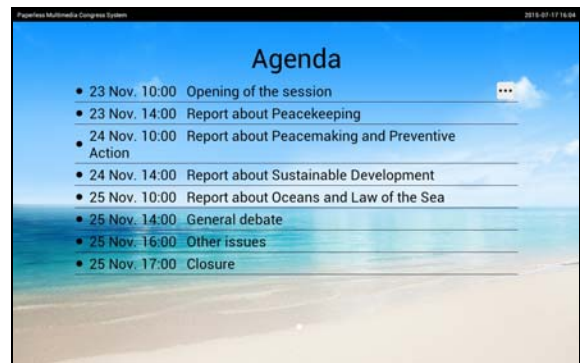 Paperless Multimedia Congress System 2015-07-17 16:04
Agenda
• 23 Nov. 10:00 Opening of the session
• 23 Nov. 14:00 Report about Peacekeeping
• 24 Nov. 10:00 Report about Peacemaking and Preventive
Action
• 24 Nov. 14:00 Report about Sustainable Development
• 25 Nov. 10:00 Report about Oceans and Law of the Sea
• 25 Nov. 14:00 General debate
• 25 Nov. 16:00 Other issues
• 25 Nov. 17:00 Closure